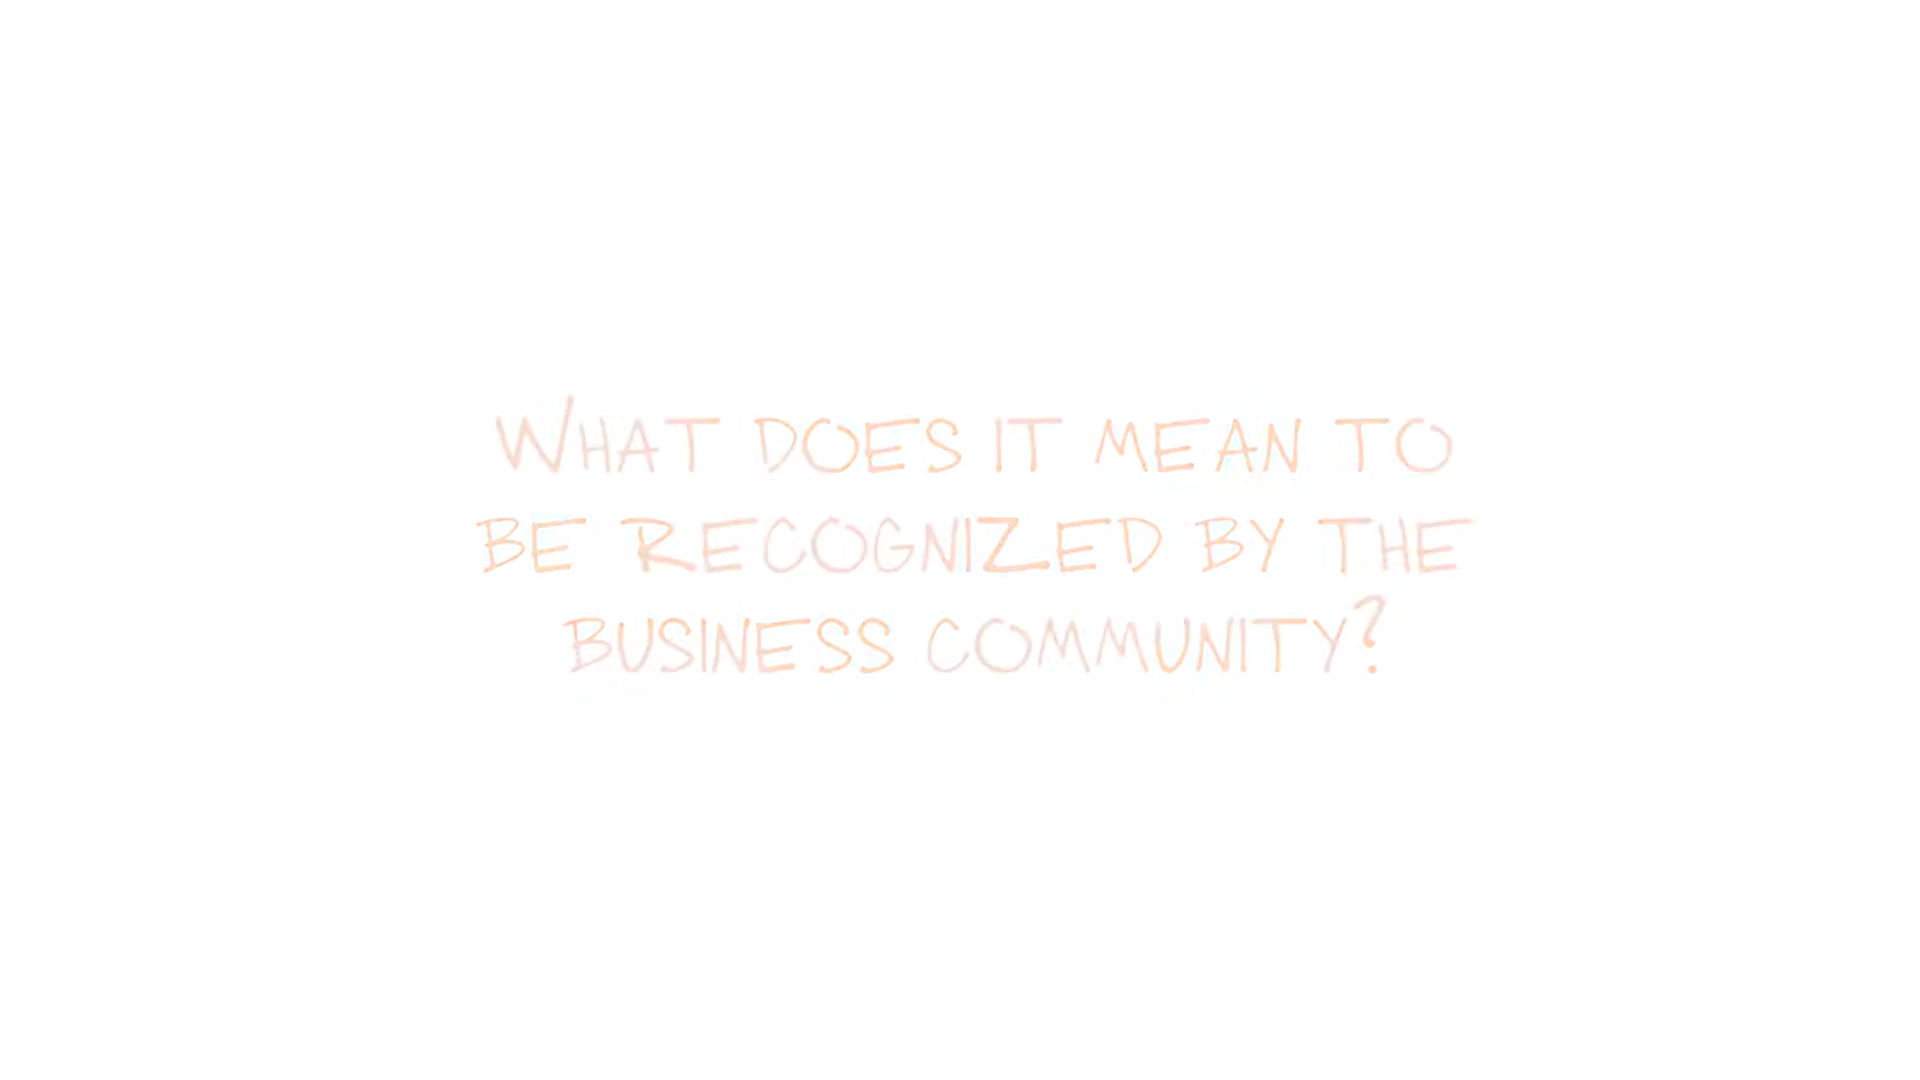 WHAT DOES IT MEAN TO
BE RECOGNIZED BY THE
BUSINESS COMMUNITY?